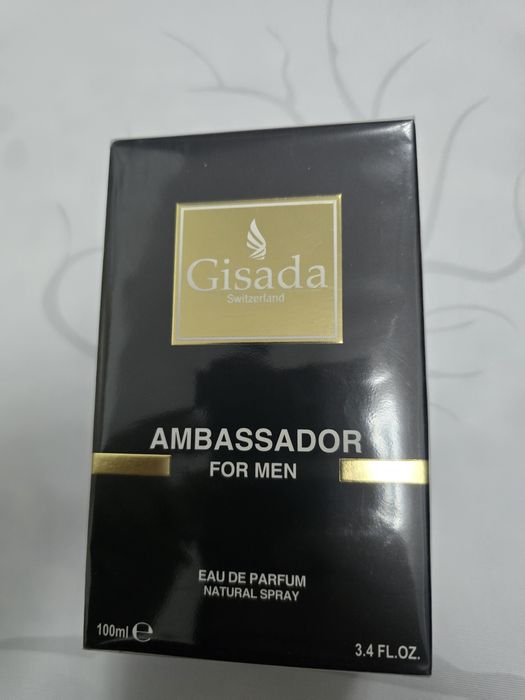 Gisada
Switzerland
AMBASSADOR
FOR MEN
EAU DE PARFUM
NATURAL SPRAY
100ml ℮
3.4 FL.OZ.